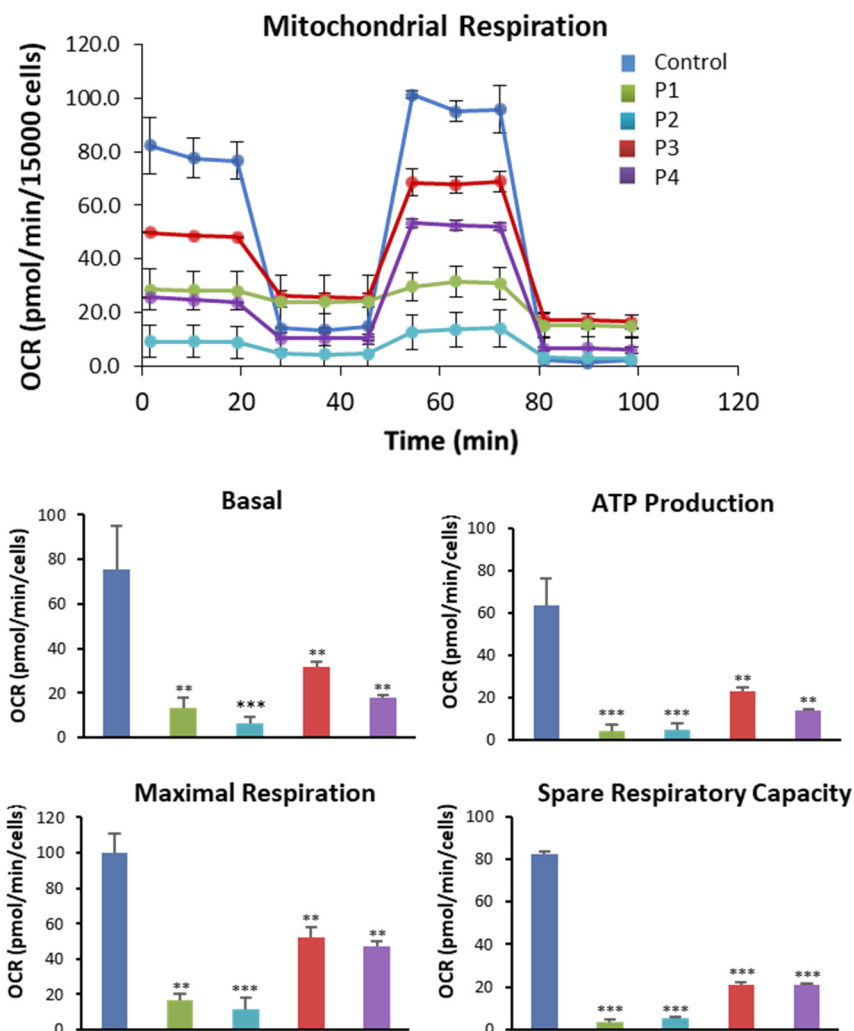 Mitochondrial Respiration
OCR (pmol/min/15000 cells)
120.0
100.0
80.0
60.0
40.0
20.0
0.0
0 20 40 60 80 100 120
Time (min)
Control
P1
P2
P3
P4
Basal
OCR (pmol/min/cells)
100
80
60
40
20
0
** *** ** **
ATP Production
OCR (pmol/min/cells)
100
80
60
40
20
0
*** *** ** **
Maximal Respiration
OCR (pmol/min/cells)
120
100
80
60
40
20
0
** *** ** **
Spare Respiratory Capacity
OCR (pmol/min/cells)
100
80
60
40
20
0
*** *** *** ***